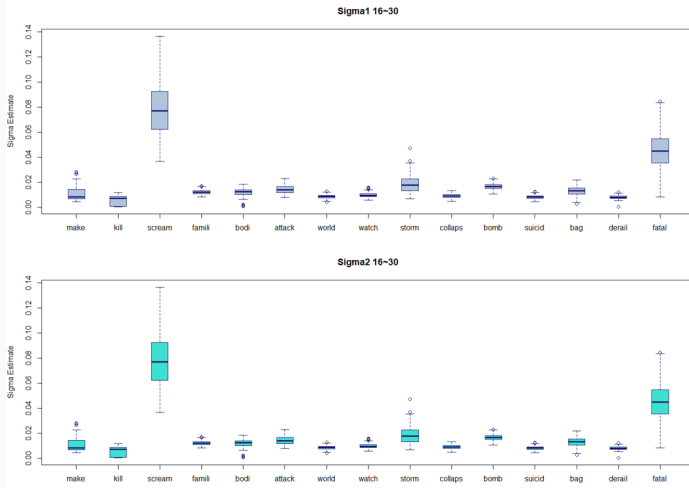 Sigma1 16~30
0.14
0.12
0.10
0.08
0.06
0.04
0.02
0.00
Sigma Estimate
make kill scream famili bodi attack world watch storm collaps bomb suicid bag derail fatal
Sigma2 16~30
0.14
0.12
0.10
0.08
0.06
0.04
0.02
0.00
Sigma Estimate
make kill scream famili bodi attack world watch storm collaps bomb suicid bag derail fatal